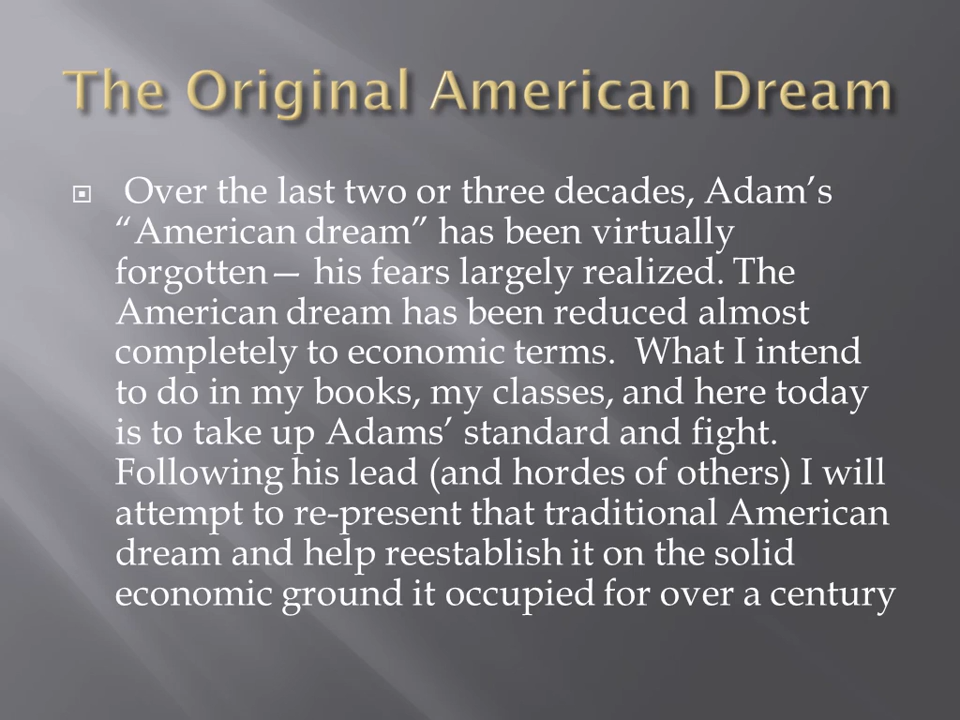 The Original American Dream
Over the last two or three decades, Adam’s
“American dream” has been virtually
forgotten— his fears largely realized. The
American dream has been reduced almost
completely to economic terms.  What I intend
to do in my books, my classes, and here today
is to take up Adams’ standard and fight.
Following his lead (and hordes of others) I will
attempt to re-present that traditional American
dream and help reestablish it on the solid
economic ground it occupied for over a century